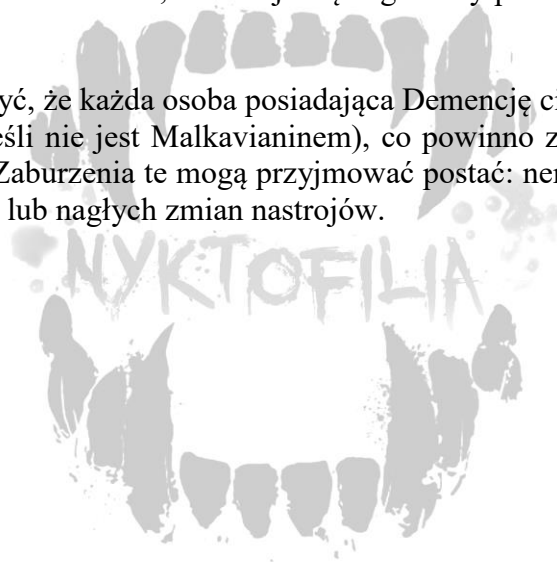 yć, że każda osoba posiadająca Demencję ci
eśli nie jest Malkavianinem), co powinno z
Zaburzenia te mogą przyjmować postać: ner
lub nagłych zmian nastrojów.
NYKTOFILIA